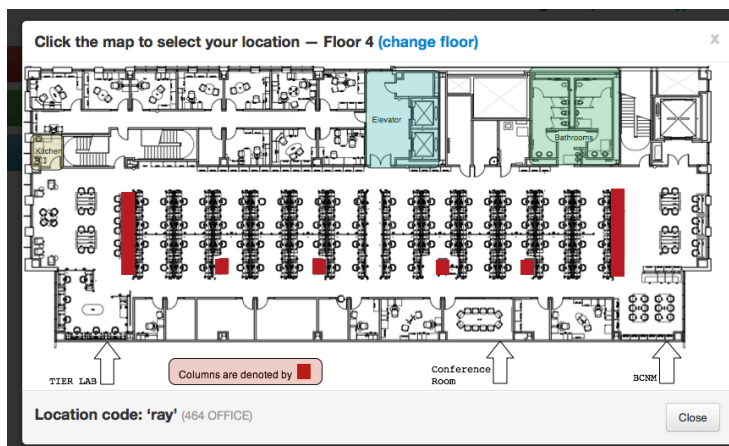 Click the map to select your location — Floor 4 (change floor)
x
Elevator
Bathrooms
Kitchen
TIER LAB
Columns are denoted by
Conference
Room
BCNM
Location code: ‘ray’ (464 OFFICE)
Close